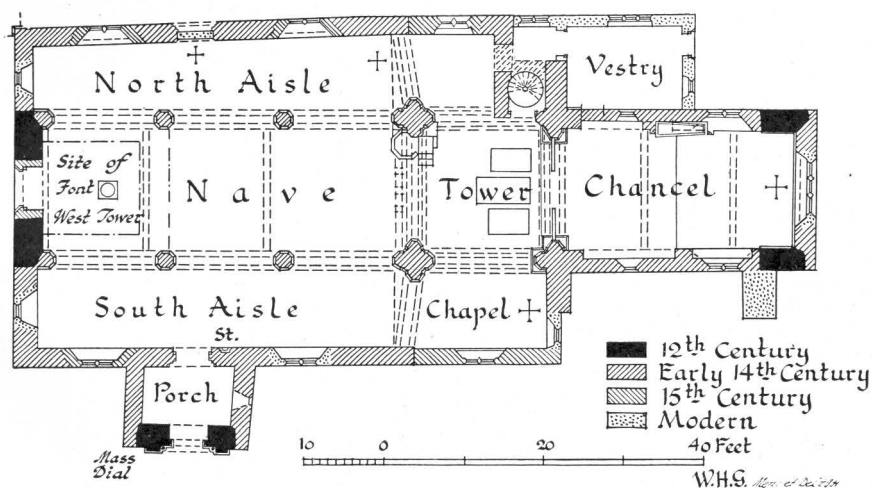 North Aisle
Vestry
Site of
Font
West Tower
Nave
Tower
Chancel
South Aisle
St.
Chapel
Porch
Mass
Dial
12th Century
Early 14th Century
15th Century
Modern
10 0 20 40 Feet
W.H.G.